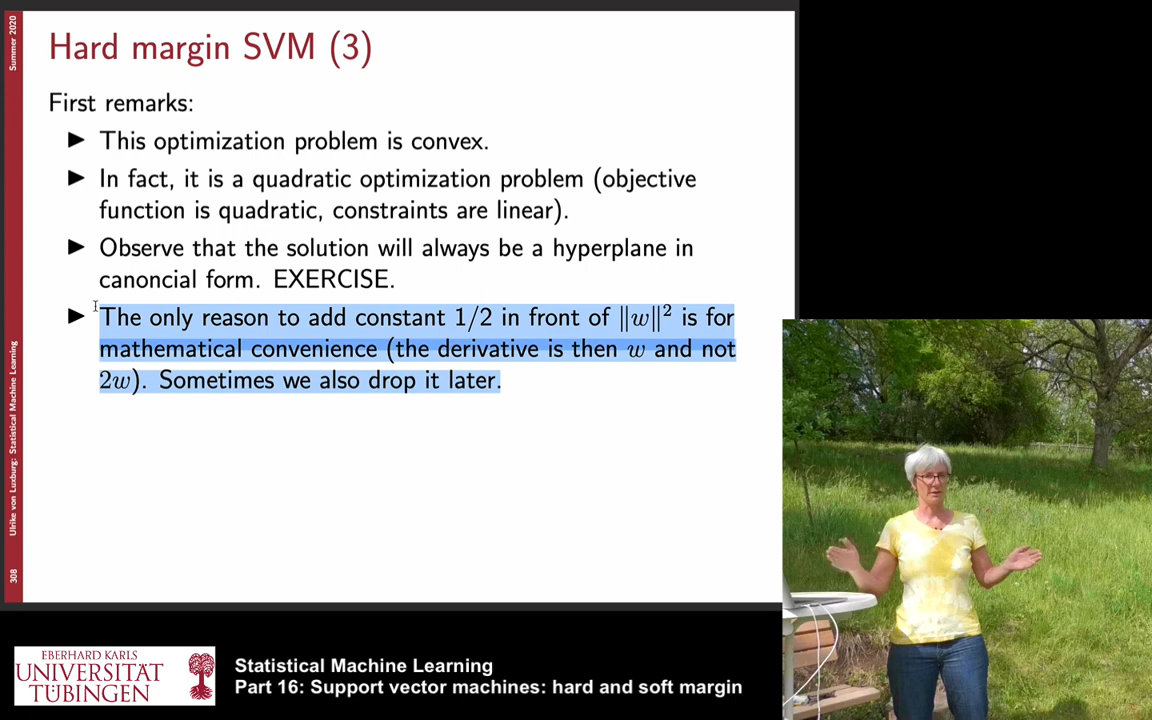 Summer 2020
Hard margin SVM (3)
First remarks:
▶ This optimization problem is convex.
▶ In fact, it is a quadratic optimization problem (objective
function is quadratic, constraints are linear).
▶ Observe that the solution will always be a hyperplane in
canoncial form. EXERCISE.
▶ The only reason to add constant 1/2 in front of ‖w‖² is for
mathematical convenience (the derivative is then w and not
2w). Sometimes we also drop it later.
Ulrike von Luxburg: Statistical Machine Learning
308
EBERHARD KARLS
UNIVERSITÄT
TÜBINGEN
Statistical Machine Learning
Part 16: Support vector machines: hard and soft margin